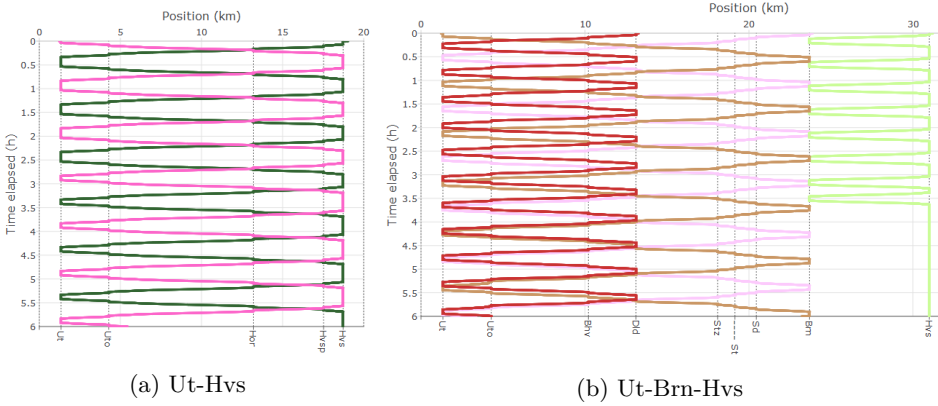 Position (km)
0 5 10 15 20
Time elapsed (h)
0
0.5
1
1.5
2
2.5
3
3.5
4
4.5
5
5.5
6
Ut Uto Hor Hvsp Hvs
(a) Ut-Hvs
Position (km)
0 10 20 30
Time elapsed (h)
0
0.5
1
1.5
2
2.5
3
3.5
4
4.5
5
5.5
6
Ut Uto Bhv Dld Stz St Sd Brn Hvs
(b) Ut-Brn-Hvs